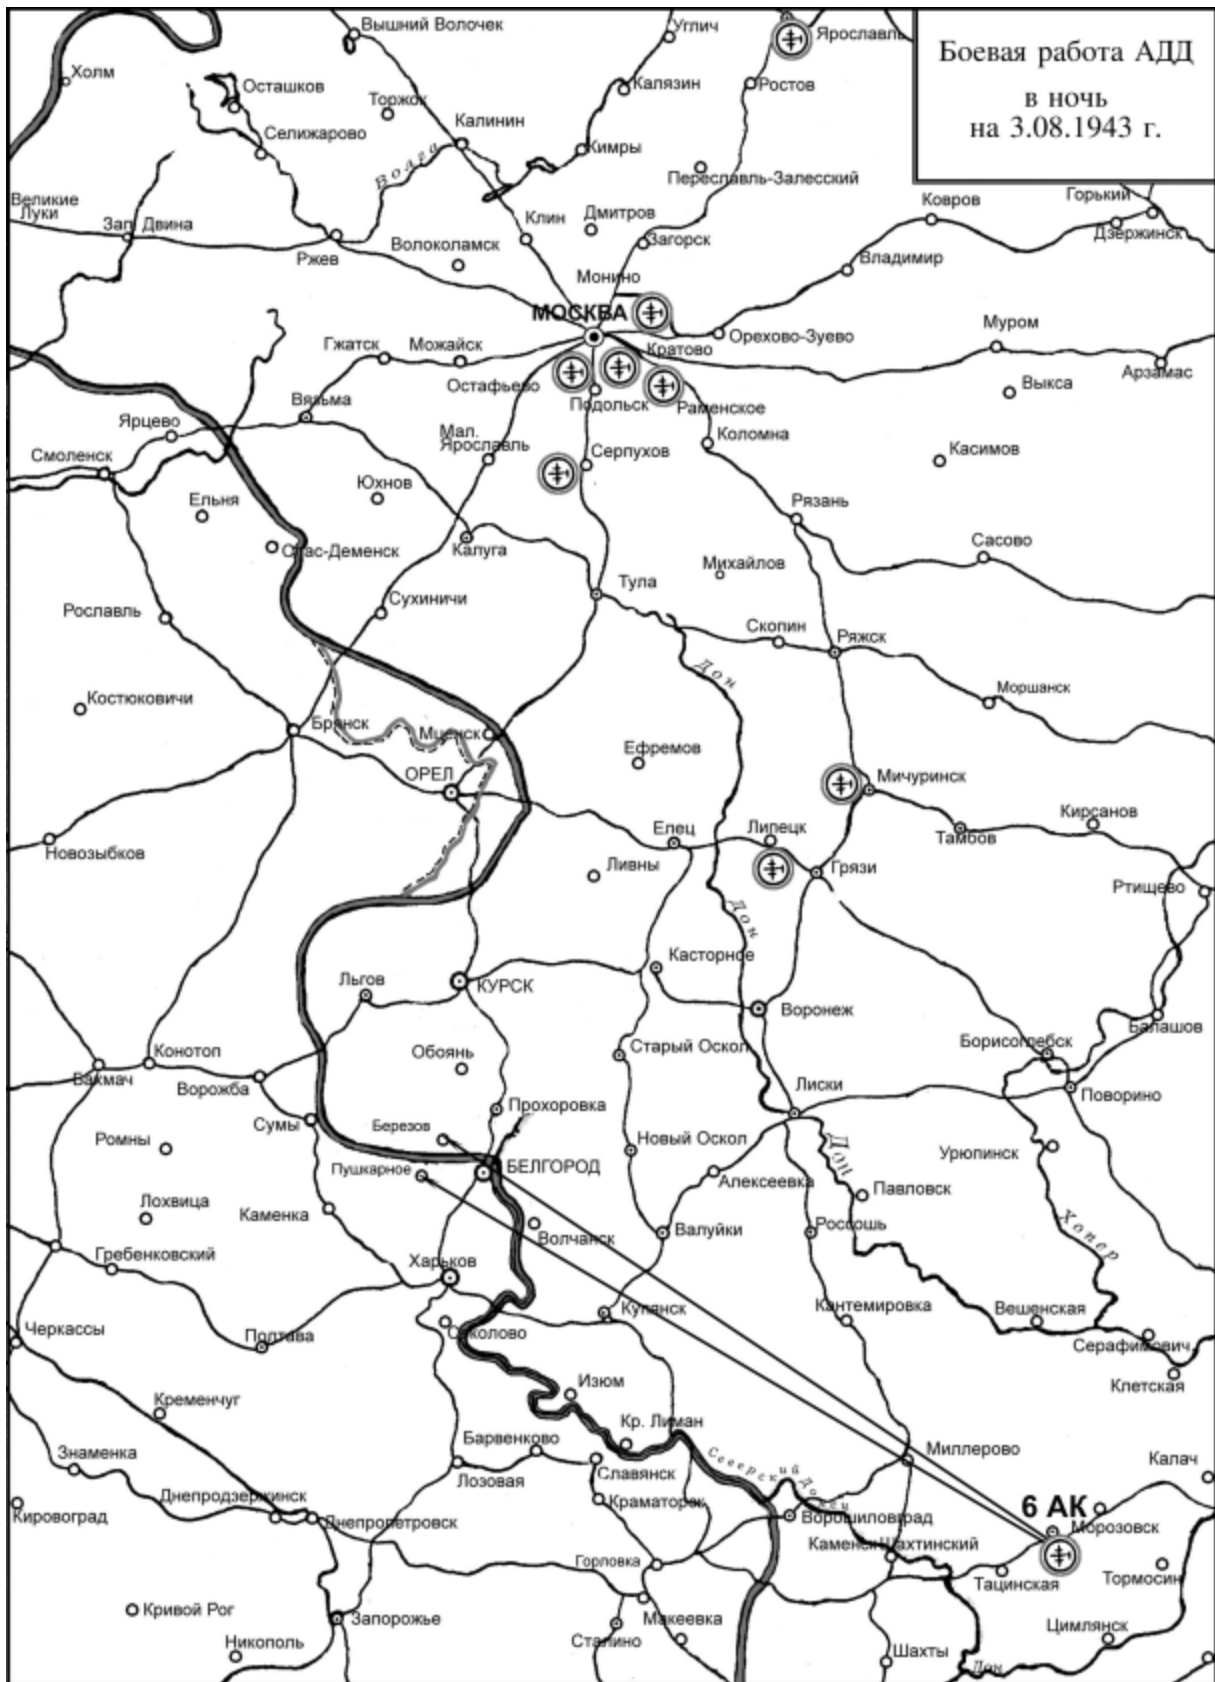 Боевая работа АДД
в ночь
на 3.08.1943 г.
Вышний Волочек
Углич
Ярославль
Холм
Осташков
Торжок
Калязин
Ростов
Селижарово
Калинин
Кимры
Волга
Переславль-Залесский
Великие
Луки
Зап. Двина
Ржев
Волоколамск
Клин
Дмитров
Загорск
Ковров
Горький
Дзержинск
Владимир
Монино
МОСКВА
Орехово-Зуево
Муром
Гжатск
Можайск
Кратово
Арзамас
Остафьево
Подольск
Раменское
Выкса
Вязьма
Ярцево
Мал.
Ярославль
Коломна
Серпухов
Касимов
Смоленск
Юхнов
Ельня
Рязань
Спас-Деменск
Калуга
Сасово
Михайлов
Тула
Рославль
Сухиничи
Скопин
Ряжск
Дон
Моршанск
Костюковичи
Брянск
Мценск
Ефремов
ОРЕЛ
Мичуринск
Кирсанов
Тамбов
Новозыбков
Елец
Липецк
Ливны
Грязи
Ртищево
Дон
Касторное
Льгов
КУРСК
Воронеж
Балашов
Конотоп
Обоянь
Старый Оскол
Борисоглебск
Бахмач
Ворожба
Лиски
Поворино
Сумы
Прохоровка
Березов
Ромны
Новый Оскол
Дон
Урюпинск
Пушкарное
БЕЛГОРОД
Алексеевка
Павловск
Лохвица
Каменка
Волчанск
Валуйки
Россошь
Хопер
Гребенковский
Харьков
Купянск
Кантемировка
Вешенская
Черкассы
Полтава
Соколово
Серафимович
Клетская
Изюм
Кременчуг
Кр. Лиман
Барвенково
Миллерово
Знаменка
Северский Донец
Калач
Лозовая
Славянск
Днепродзержинск
Краматорск
6 АК
Кировоград
Днепропетровск
Ворошиловград
Морозовск
Горловка
Каменск-Шахтинский
Тацинская
Тормосин
Кривой Рог
Запорожье
Макеевка
Сталино
Цимлянск
Никополь
Шахты
Дон